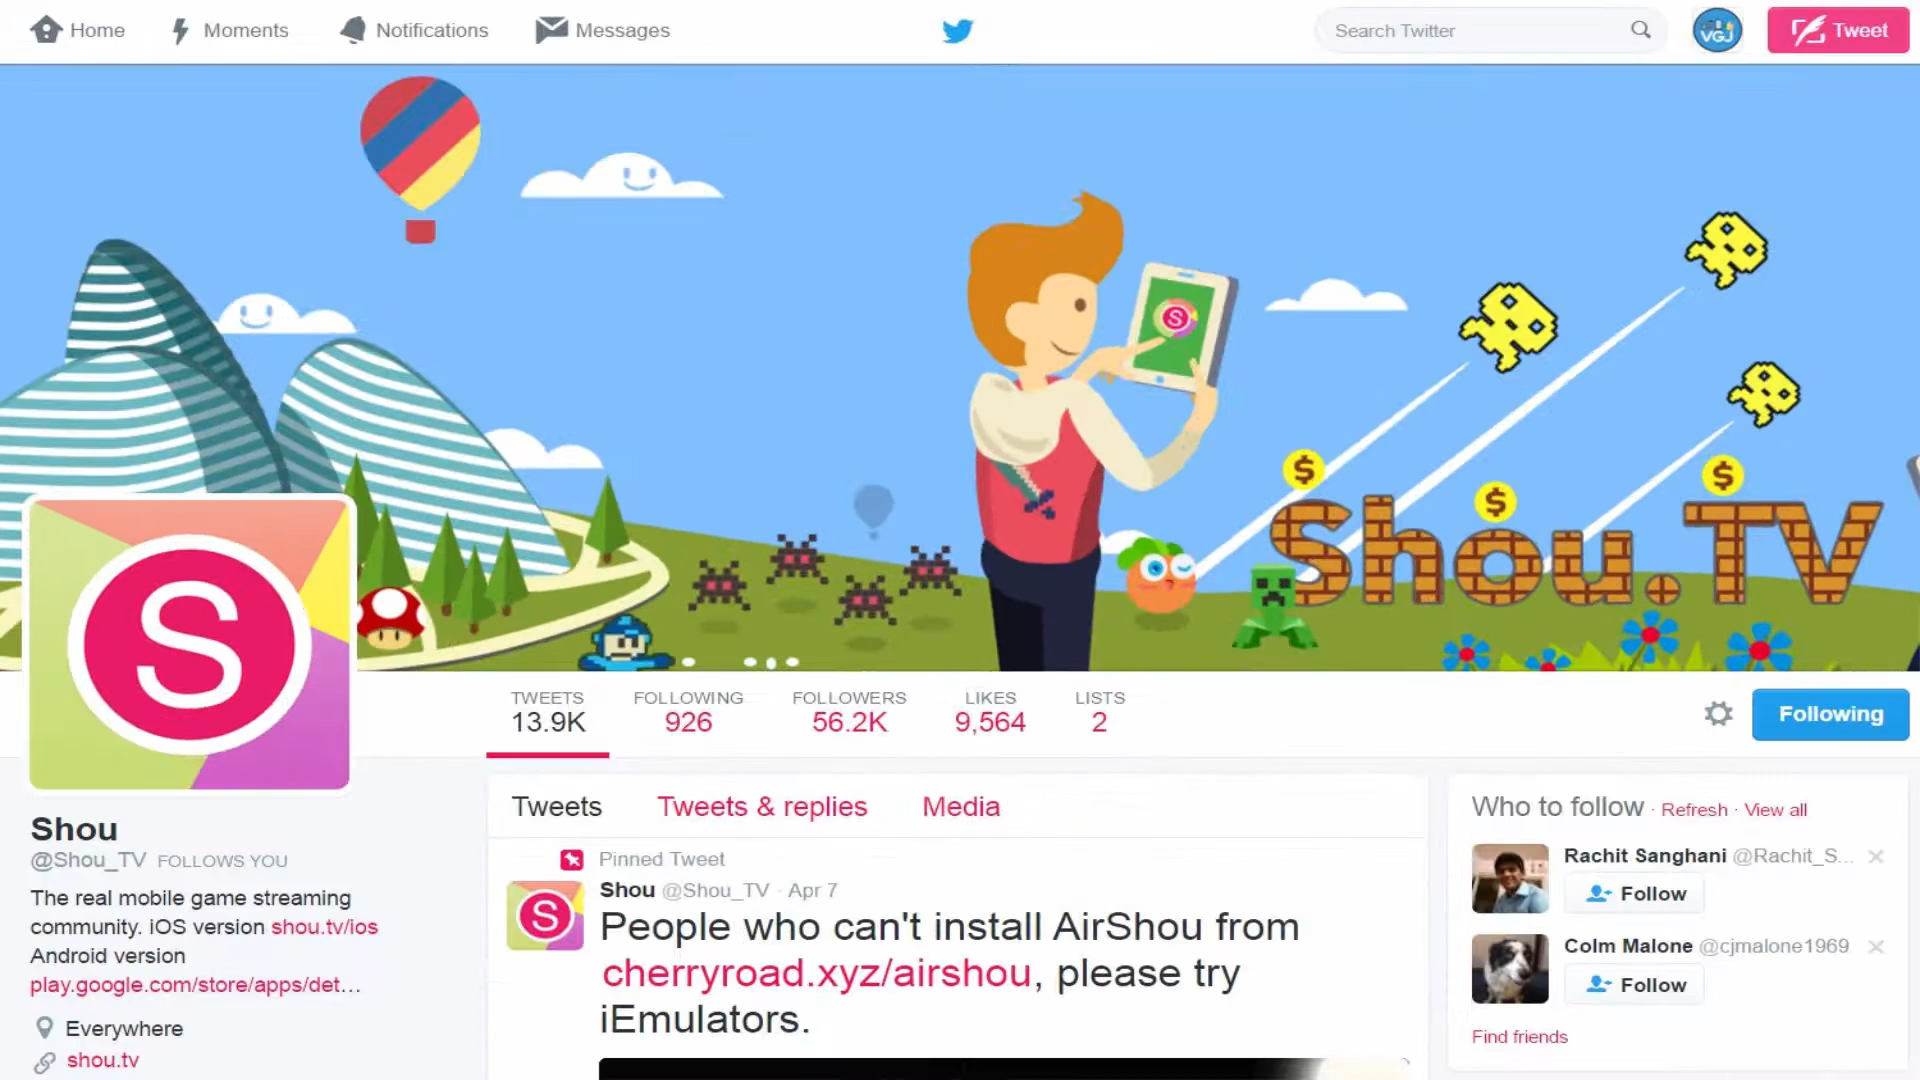 Home
Moments
Notifications
Messages
Search Twitter
VGJ
Tweet
S
$
$
$
Shou.TV
S
TWEETS
13.9K
FOLLOWING
926
FOLLOWERS
56.2K
LIKES
9,564
LISTS
2
Following
Shou
@Shou_TV FOLLOWS YOU
The real mobile game streaming
community. iOS version shou.tv/ios
Android version
play.google.com/store/apps/det…
Everywhere
shou.tv
Tweets
Tweets & replies
Media
Pinned Tweet
S
Shou @Shou_TV · Apr 7
People who can't install AirShou from
cherryroad.xyz/airshou, please try
iEmulators.
Who to follow · Refresh · View all
Rachit Sanghani @Rachit_S...
Follow
Colm Malone @cjmalone1969
Follow
Find friends